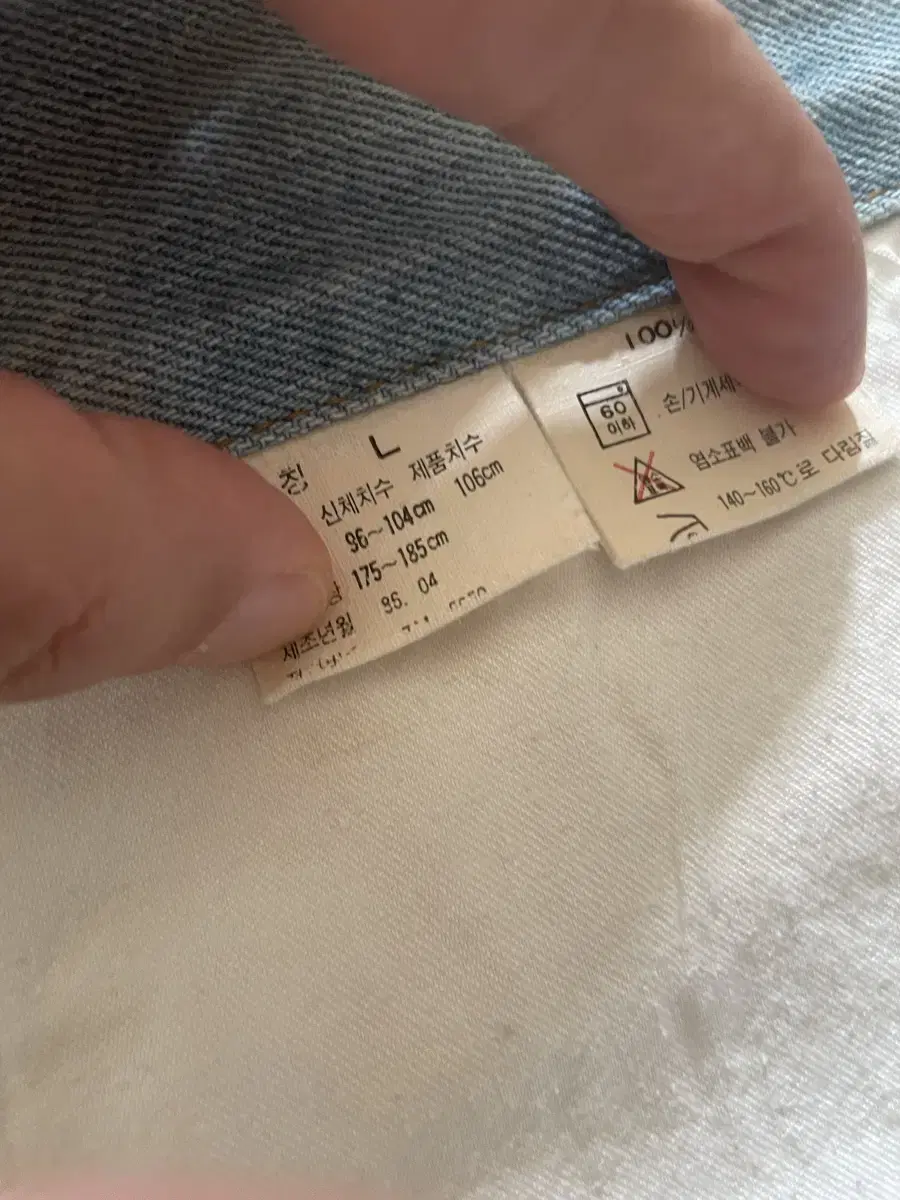 칭 L
신체치수 제품치수
96~104cm 106cm
175~185cm
제조년월 95. 04
100%
60
이하
손/기계세
염소표백 불가
140~160℃로 다림질